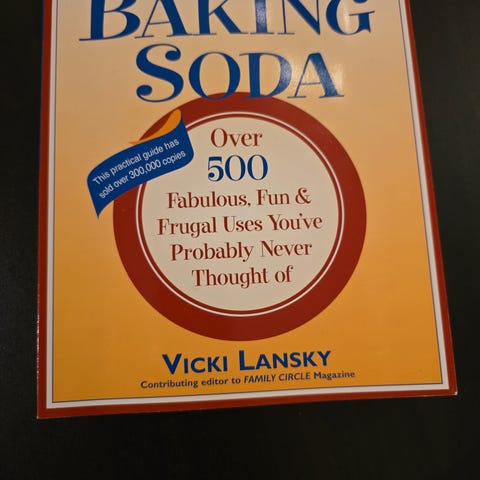 BAKING
SODA
This practical guide has
sold over 300,000 copies
Over
500
Fabulous, Fun &
Frugal Uses You've
Probably Never
Thought of
VICKI LANSKY
Contributing editor to FAMILY CIRCLE Magazine